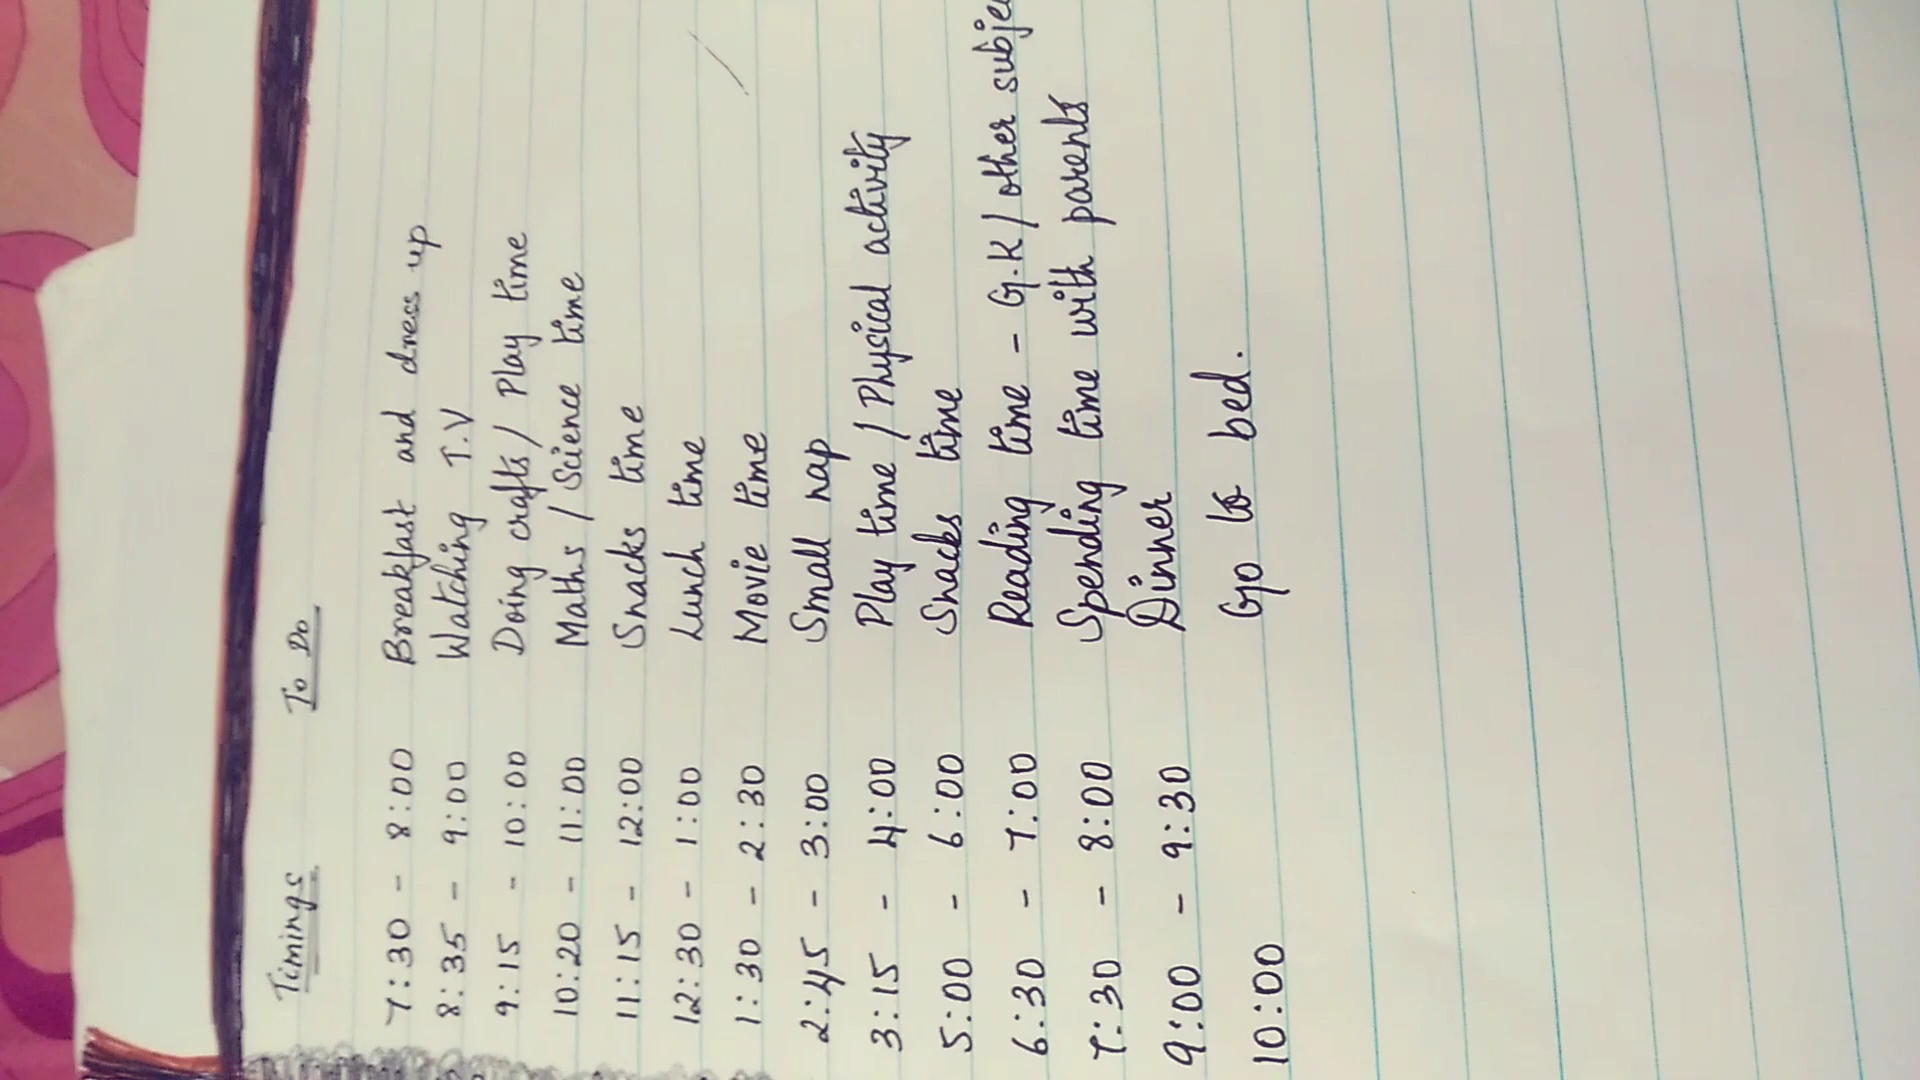 Timings To Do
7:30 - 8:00 Breakfast and dress up
8:35 - 9:00 Watching T.V
9:15 - 10:00 Doing crafts / Play time
10:20 - 11:00 Maths / Science time
11:15 - 12:00 Snacks time
12:30 - 1:00 Lunch time
1:30 - 2:30 Movie time
2:45 - 3:00 Small nap
3:15 - 4:00 Play time / Physical activity
5:00 - 6:00 Snacks time
6:30 - 7:00 Reading time - G.K / other subje
7:30 - 8:00 Spending time with parents
9:00 - 9:30 Dinner
10:00 Go to bed.